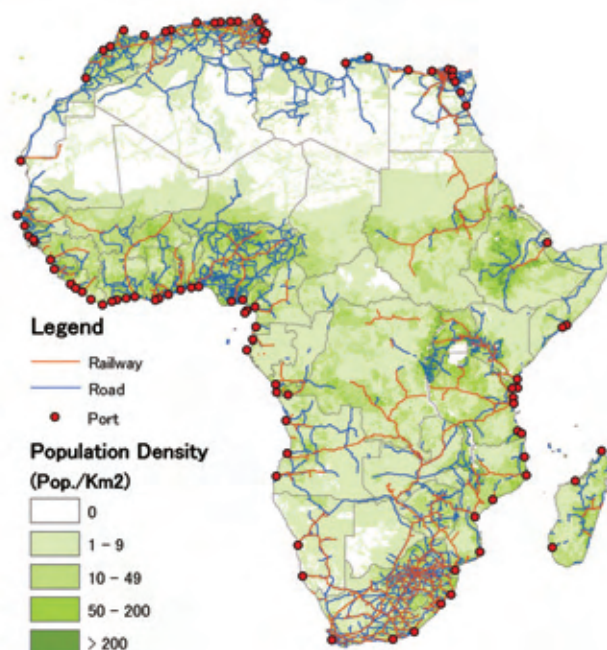 Legend
Railway
Road
Port
Population Density
(Pop./Km2)
0
1 - 9
10 - 49
50 - 200
> 200